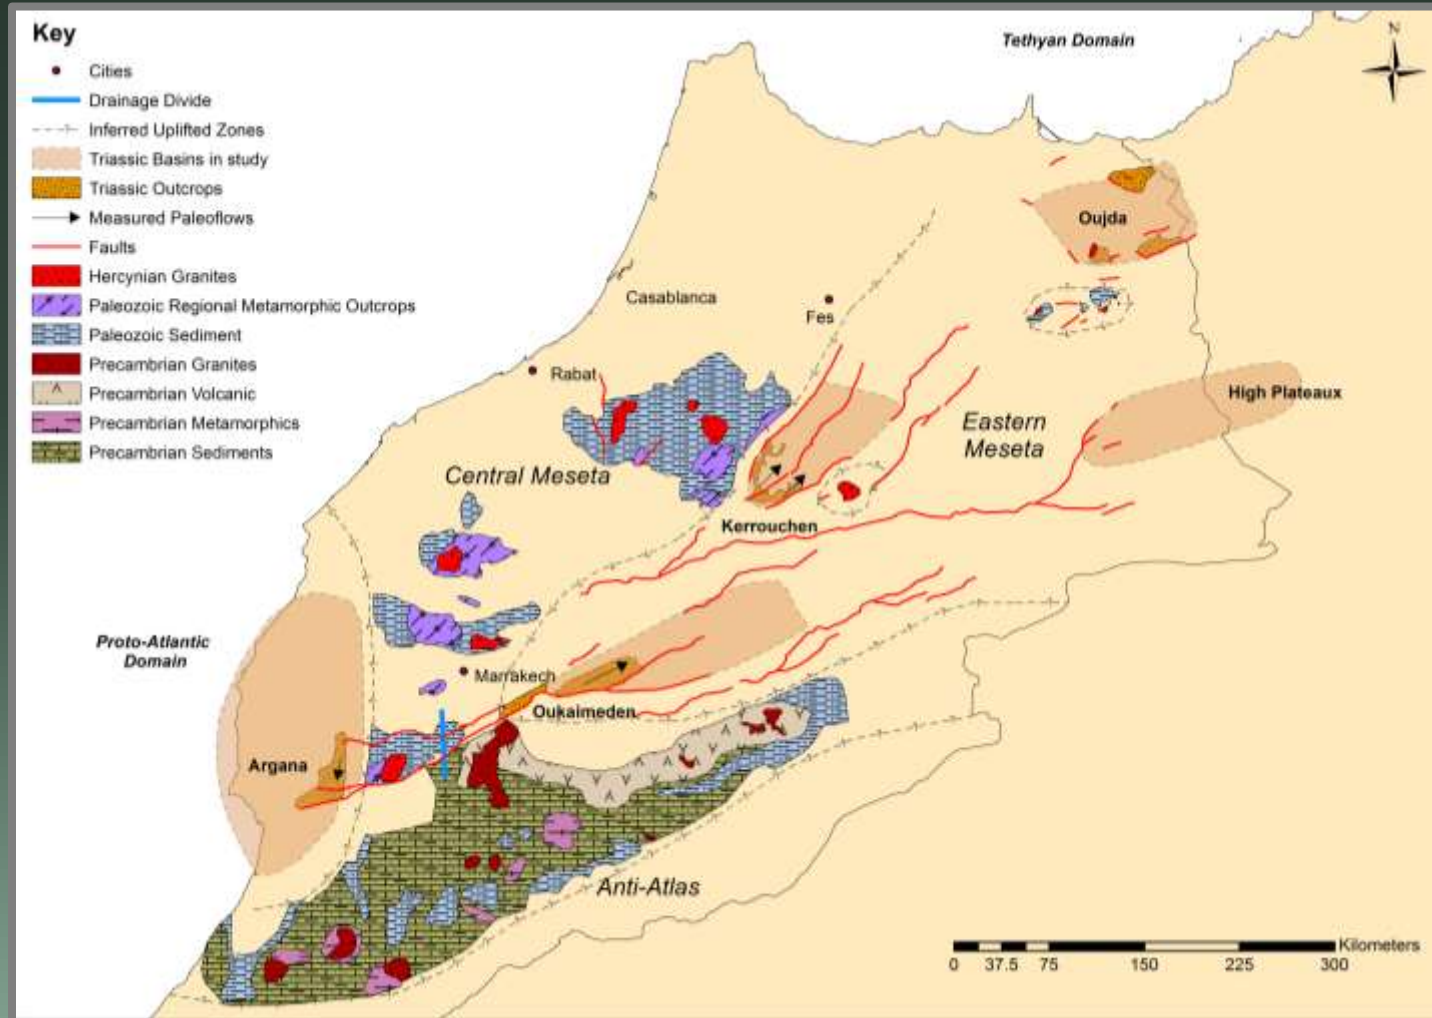 Key
Cities
Drainage Divide
Inferred Uplifted Zones
Triassic Basins in study
Triassic Outcrops
Measured Paleoflows
Faults
Hercynian Granites
Paleozoic Regional Metamorphic Outcrops
Paleozoic Sediment
Precambrian Granites
Precambrian Volcanic
Precambrian Metamorphics
Precambrian Sediments
Tethyan Domain
N
Oujda
Casablanca
Fes
Rabat
High Plateaux
Eastern
Meseta
Central Meseta
Kerrouchen
Proto-Atlantic
Domain
Marrakech
Oukaimeden
Argana
Anti-Atlas
Kilometers
0 37.5 75 150 225 300